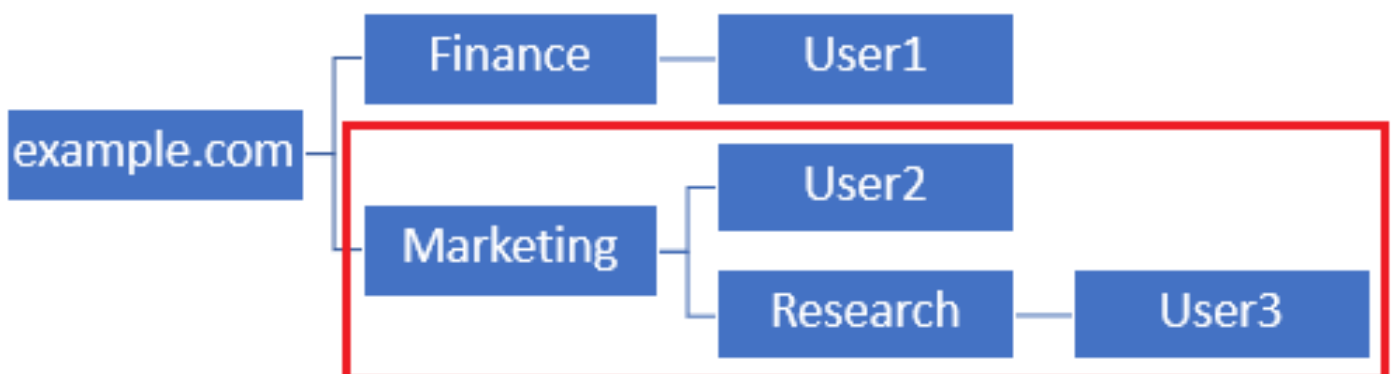 Finance
User1
example.com
User2
Marketing
Research
User3